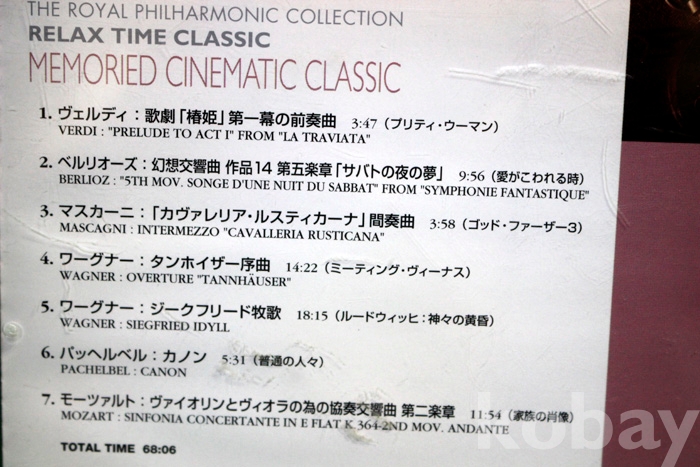 THE ROYAL PHILHARMONIC COLLECTION
RELAX TIME CLASSIC
MEMORIED CINEMATIC CLASSIC
1. ヴェルディ：歌劇「椿姫」第一幕の前奏曲 3:47（プリティ・ウーマン）
VERDI : "PRELUDE TO ACT I" FROM "LA TRAVIATA"
2. ベルリオーズ：幻想交響曲 作品14 第五楽章「サバトの夜の夢」 9:56（愛がこわれる時）
BERLIOZ : "5TH MOV. SONGE D'UNE NUIT DU SABBAT" FROM "SYMPHONIE FANTASTIQUE"
3. マスカーニ：「カヴァレリア・ルスティカーナ」間奏曲 3:58（ゴッド・ファーザー3）
MASCAGNI : INTERMEZZO "CAVALLERIA RUSTICANA"
4. ワーグナー：タンホイザー序曲 14:22（ミーティング・ヴィーナス）
WAGNER : OVERTURE "TANNHÄUSER"
5. ワーグナー：ジークフリード牧歌 18:15（ルードウィッヒ：神々の黄昏）
WAGNER : SIEGFRIED IDYLL
6. パッヘルベル：カノン 5:31（普通の人々）
PACHELBEL : CANON
7. モーツァルト：ヴァイオリンとヴィオラの為の協奏交響曲 第二楽章 11:54（家族の肖像）
MOZART : SINFONIA CONCERTANTE IN E FLAT K 364-2ND MOV. ANDANTE
TOTAL TIME 68:06
kobay